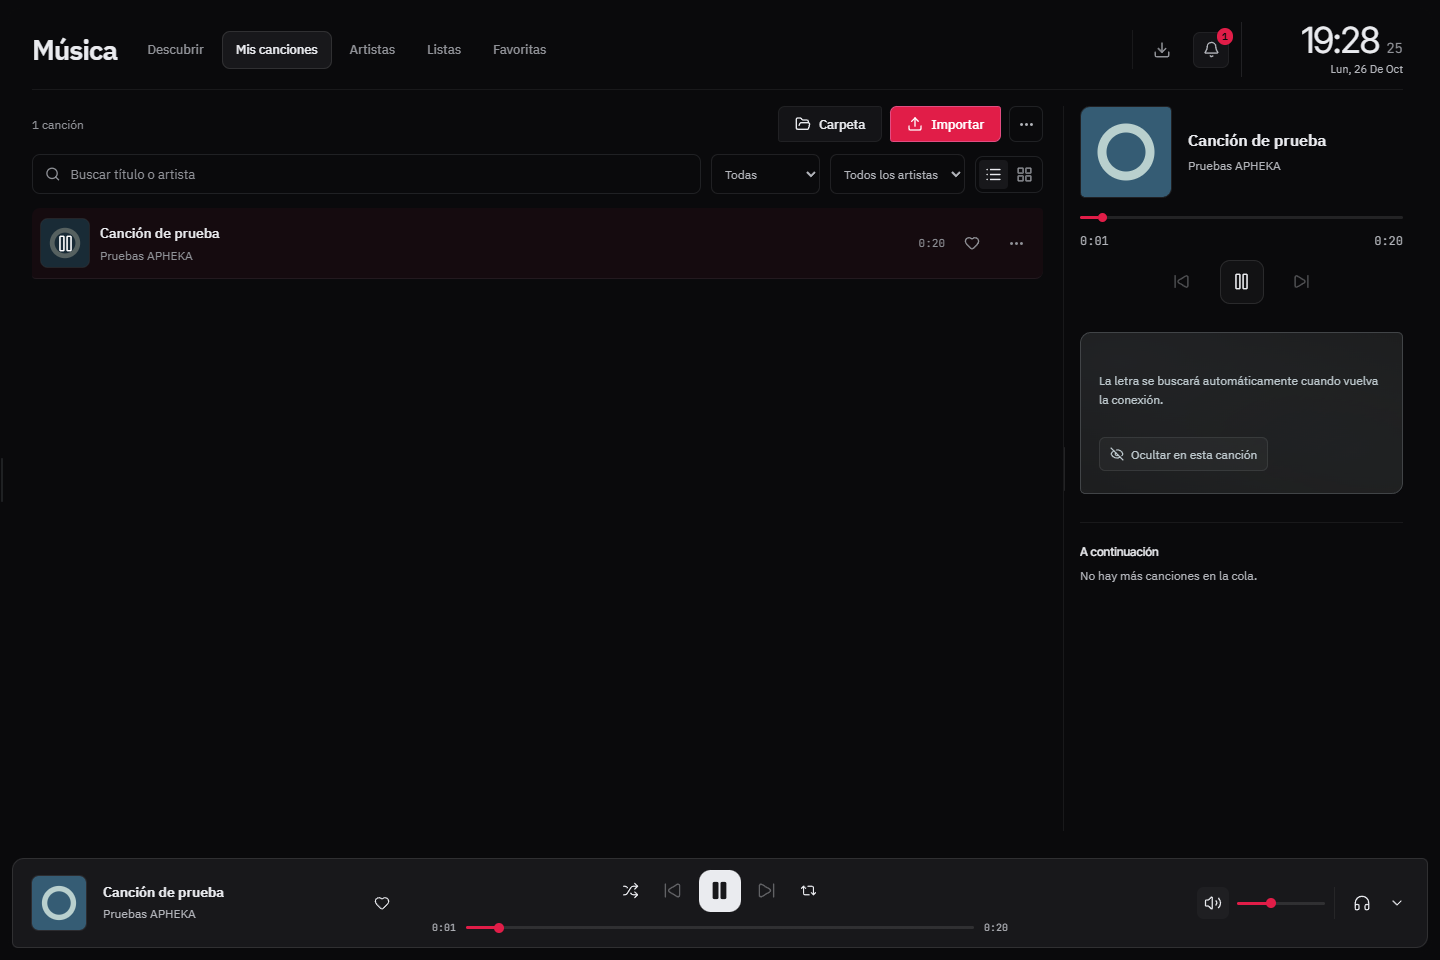 Música
Descubrir
Mis canciones
Artistas
Listas
Favoritas
1
19:28 25
Lun, 26 De Oct
1 canción
Carpeta
Importar
Buscar título o artista
Todas
Todos los artistas
Canción de prueba
Pruebas APHEKA
0:20
Canción de prueba
Pruebas APHEKA
0:01
0:20
La letra se buscará automáticamente cuando vuelva
la conexión.
Ocultar en esta canción
A continuación
No hay más canciones en la cola.
Canción de prueba
Pruebas APHEKA
0:01
0:20